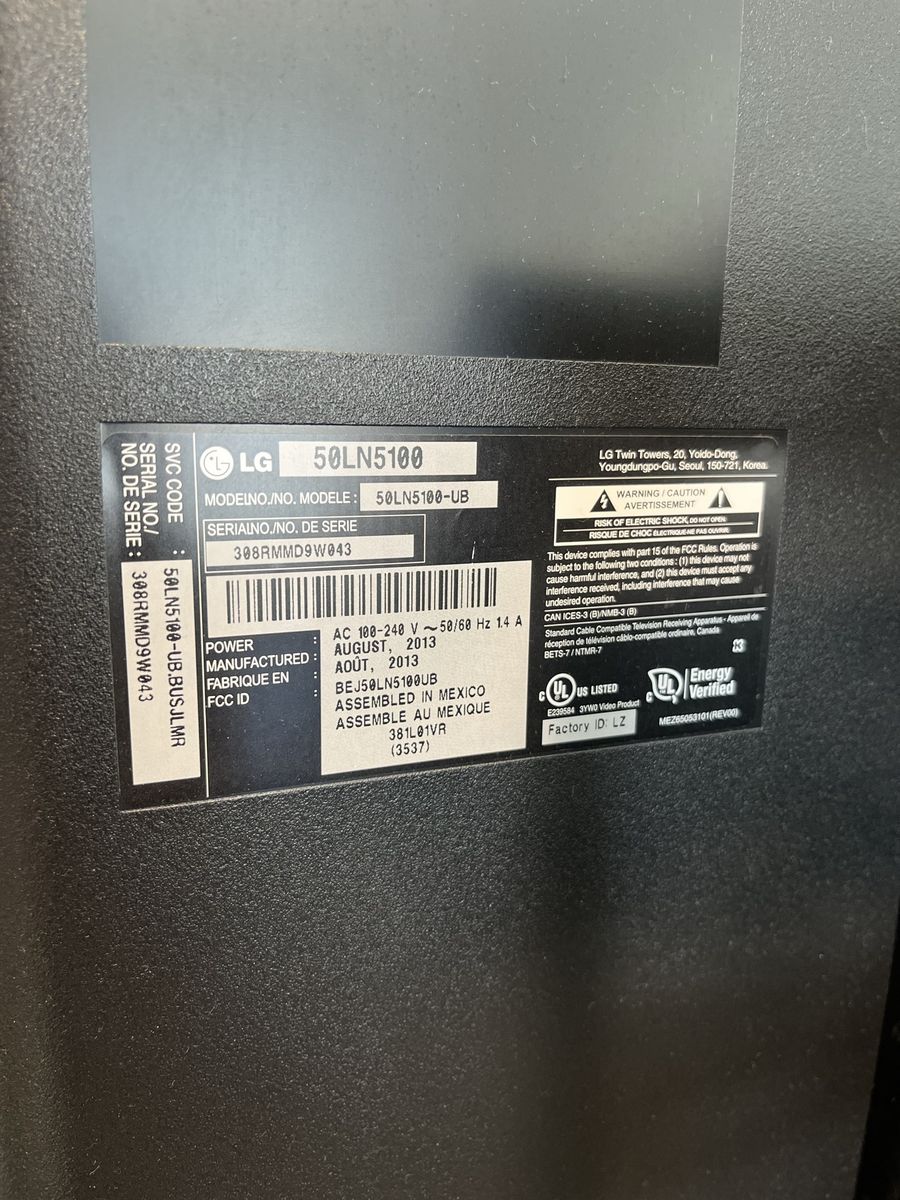 SVC CODE : 50LN5100-UB.BUSJLMR
SERIAL NO./
NO. DE SERIE : 308RMMD9W043
LG 50LN5100
MODELNO./NO. MODELE : 50LN5100-UB
SERIALNO./NO. DE SERIE
308RMMD9W043
POWER : AC 100-240 V ~ 50/60 Hz 1.4 A
MANUFACTURED : AUGUST, 2013
FABRIQUE EN : AOÛT, 2013
FCC ID : BEJ50LN5100UB
ASSEMBLED IN MEXICO
ASSEMBLE AU MEXIQUE
381L01VR
(3537)
LG Twin Towers, 20, Yoido-Dong,
Youngdungpo-Gu, Seoul, 150-721, Korea.
WARNING / CAUTION
AVERTISSEMENT
RISK OF ELECTRIC SHOCK, DO NOT OPEN.
RISQUE DE CHOC ELECTRIQUE-NE PAS OUVRIR.
This device complies with part 15 of the FCC Rules. Operation is
subject to the following two conditions : (1) this device may not
cause harmful interference, and (2) this device must accept any
interference received, including interference that may cause
undesired operation.
CAN ICES-3 (B)/NMB-3 (B)
Standard Cable Compatible Television Receiving Apparatus - Appareil de
réception de télévision câblo-compatible ordinaire, Canada
BETS-7 / NTMR-7
c UL US LISTED
E239584 3YW0 Video Product
c UL Energy
Verified
Factory ID: LZ
MEZ65053101(REV00)